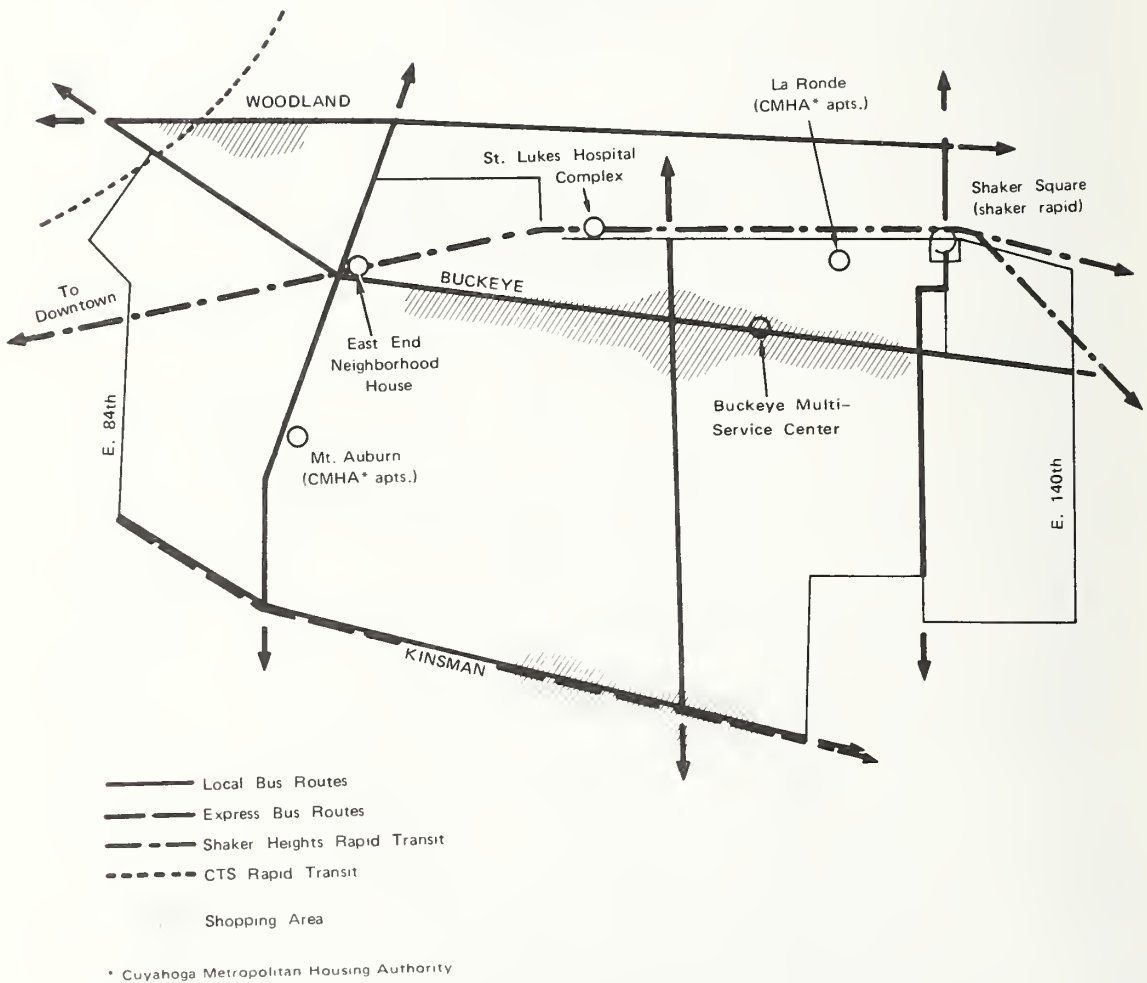 WOODLAND
La Ronde
(CMHA* apts.)
St. Lukes Hospital
Complex
Shaker Square
(shaker rapid)
To
Downtown
BUCKEYE
East End
Neighborhood
House
Buckeye Multi-
Service Center
E. 84th
Mt. Auburn
(CMHA* apts.)
E. 140th
KINSMAN
Local Bus Routes
Express Bus Routes
Shaker Heights Rapid Transit
CTS Rapid Transit
Shopping Area
* Cuyahoga Metropolitan Housing Authority